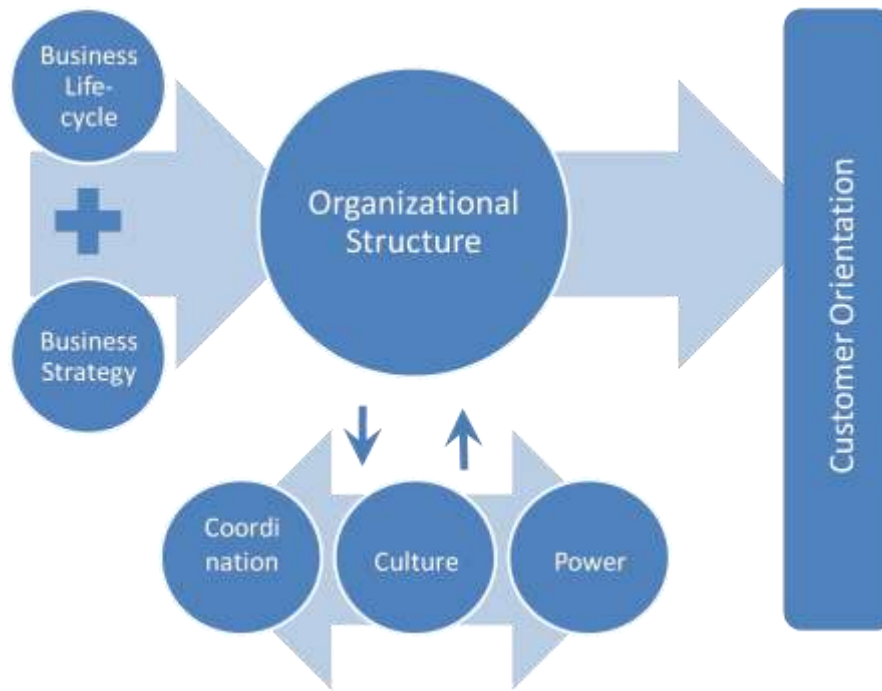 Business
Life-
cycle
Organizational
Structure
Business
Strategy
Customer Orientation
Coordi
nation
Culture
Power